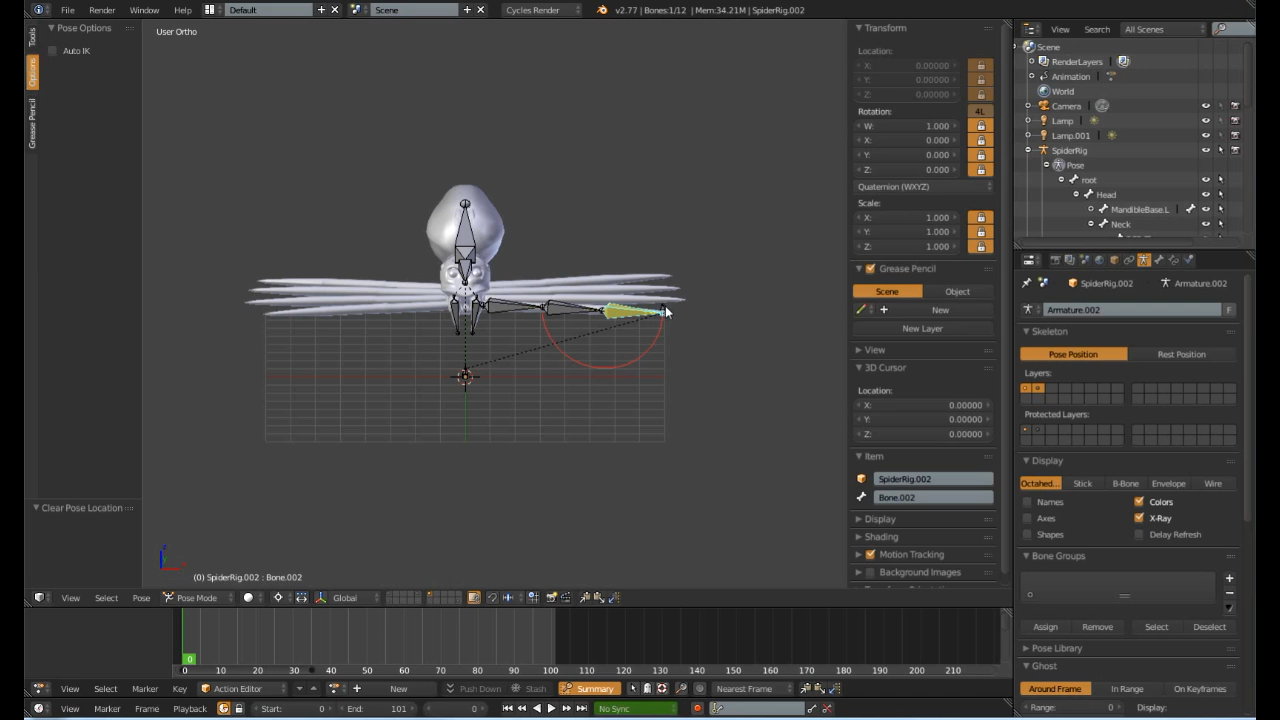 File Render Window Help Default Scene Cycles Render v2.77 | Bones:1/12 | Mem:34.21M | SpiderRig.002
Tools
Options
Grease Pencil
Pose Options
Auto IK
Clear Pose Location
User Ortho
(0) SpiderRig.002 : Bone.002
View Select Pose Pose Mode Global
Transform
Location:
X: 0.00000
Y: 0.00000
Z: 0.00000
Rotation: 4L
W: 1.000
X: 0.000
Y: 0.000
Z: 0.000
Quaternion (WXYZ)
Scale:
X: 1.000
Y: 1.000
Z: 1.000
Grease Pencil
Scene Object
New
New Layer
View
3D Cursor
Location:
X: 0.00000
Y: 0.00000
Z: 0.00000
Item
SpiderRig.002
Bone.002
Display
Shading
Motion Tracking
Background Images
View Search All Scenes
Scene
RenderLayers
Animation
World
Camera
Lamp
Lamp.001
SpiderRig
Pose
root
Head
MandibleBase.L
Neck
SpiderRig.002 Armature.002
Armature.002 F
Skeleton
Pose Position Rest Position
Layers:
Protected Layers:
Display
Octahed... Stick B-Bone Envelope Wire
Names Colors
Axes X-Ray
Shapes Delay Refresh
Bone Groups
Assign Remove Select Deselect
Pose Library
Ghost
Around Frame In Range On Keyframes
Range: 0 Display:
0
0 10 20 30 40 50 60 70 80 90 100 110 120 130 140 150 160 170 180 190 200 210
View Select Marker Key Action Editor New Push Down Stash Summary Nearest Frame
View Marker Frame Playback Start: 0 End: 101 0 No Sync